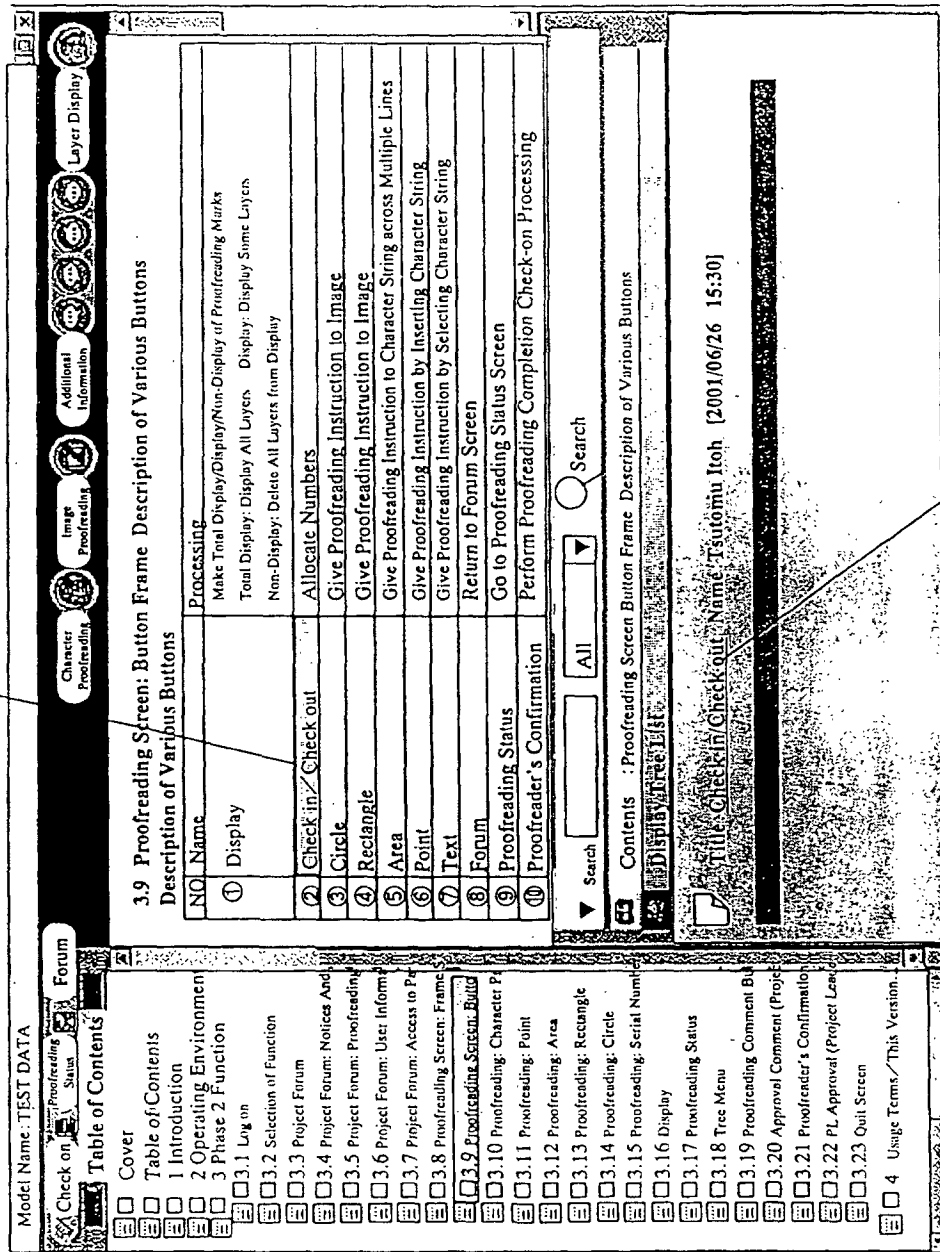 Model Name: TEST DATA
Check on
Proofreading Status
Forum
Character Proofreading
Image Proofreading
Additional Information
Layer Display
Table of Contents
Cover
Table of Contents
1 Introduction
2 Operating Environmen
3 Phase 2 Function
3.1 Log on
3.2 Selection of Function
3.3 Project Forum
3.4 Project Forum: Notices And
3.5 Project Forum: Proofreading
3.6 Project Forum: User Informa
3.7 Project Forum: Access to Pa
3.8 Proofreading Screen: Frame
3.9 Proofreading Screen: Butto
3.10 Proofreading: Character P
3.11 Proofreading: Point
3.12 Proofreading: Area
3.13 Proofreading: Rectangle
3.14 Proofreading: Circle
3.15 Proofreading: Serial Numbe
3.16 Display
3.17 Proofreading Status
3.18 Tree Menu
3.19 Proofreading Comment Bu
3.20 Approval Comment (Projec
3.21 Proofreader's Confirmation
3.22 PL Approval (Project Lead
3.23 Quit Screen
4 Usage Terms/This Version...
3.9 Proofreading Screen: Button Frame Description of Various Buttons
Description of Various Buttons
NO Name Processing
① Display Make Total Display/Display/Non-Display of Proofreading Marks
Total Display: Display All Layers Display: Display Some Layers
Non-Display: Delete All Layers from Display
② Check in/Check out Allocate Numbers
③ Circle Give Proofreading Instruction to Image
④ Rectangle Give Proofreading Instruction to Image
⑤ Area Give Proofreading Instruction to Character String across Multiple Lines
⑥ Point Give Proofreading Instruction by Inserting Character String
⑦ Text Give Proofreading Instruction by Selecting Character String
⑧ Forum Return to Forum Screen
⑨ Proofreading Status Go to Proofreading Status Screen
⑩ Proofreader's Confirmation Perform Proofreading Completion Check-on Processing
▼ Search All ▼ Search
Contents : Proofreading Screen Button Frame Description of Various Buttons
Display Tree List
Title: Check-in/Check-out Name Tsutomu Itoh [2001/06/26 15:30]